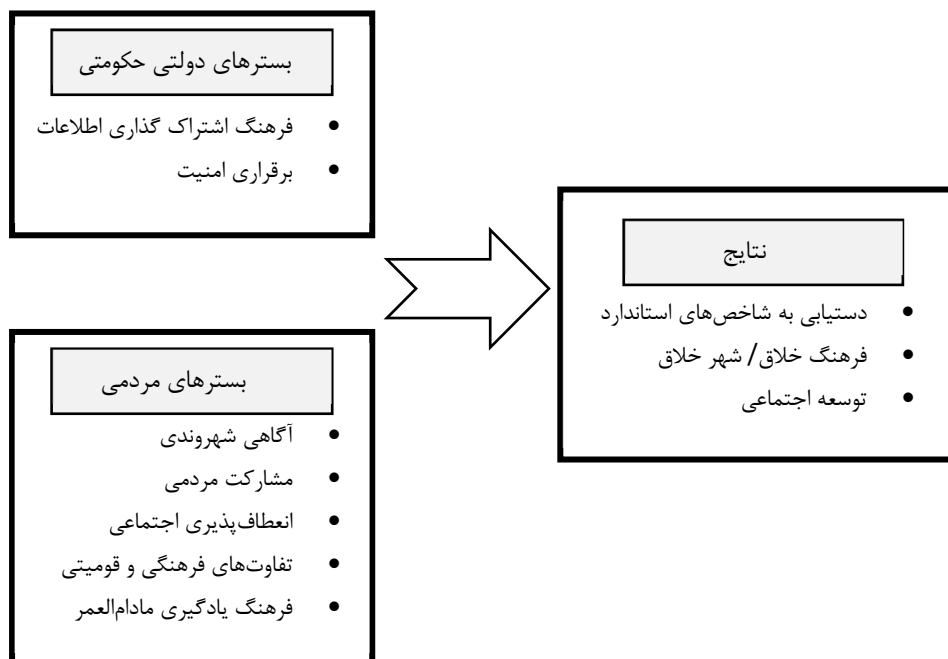 بسترهای دولتی حکومتی
• فرهنگ اشتراک گذاری اطلاعات
• برقراری امنیت
بسترهای مردمی
• آگاهی شهروندی
• مشارکت مردمی
• انعطاف‌پذیری اجتماعی
• تفاوت‌های فرهنگی و قومیتی
• فرهنگ یادگیری مادام‌العمر
نتایج
• دستیابی به شاخص‌های استاندارد
• فرهنگ خلاق/ شهر خلاق
• توسعه اجتماعی